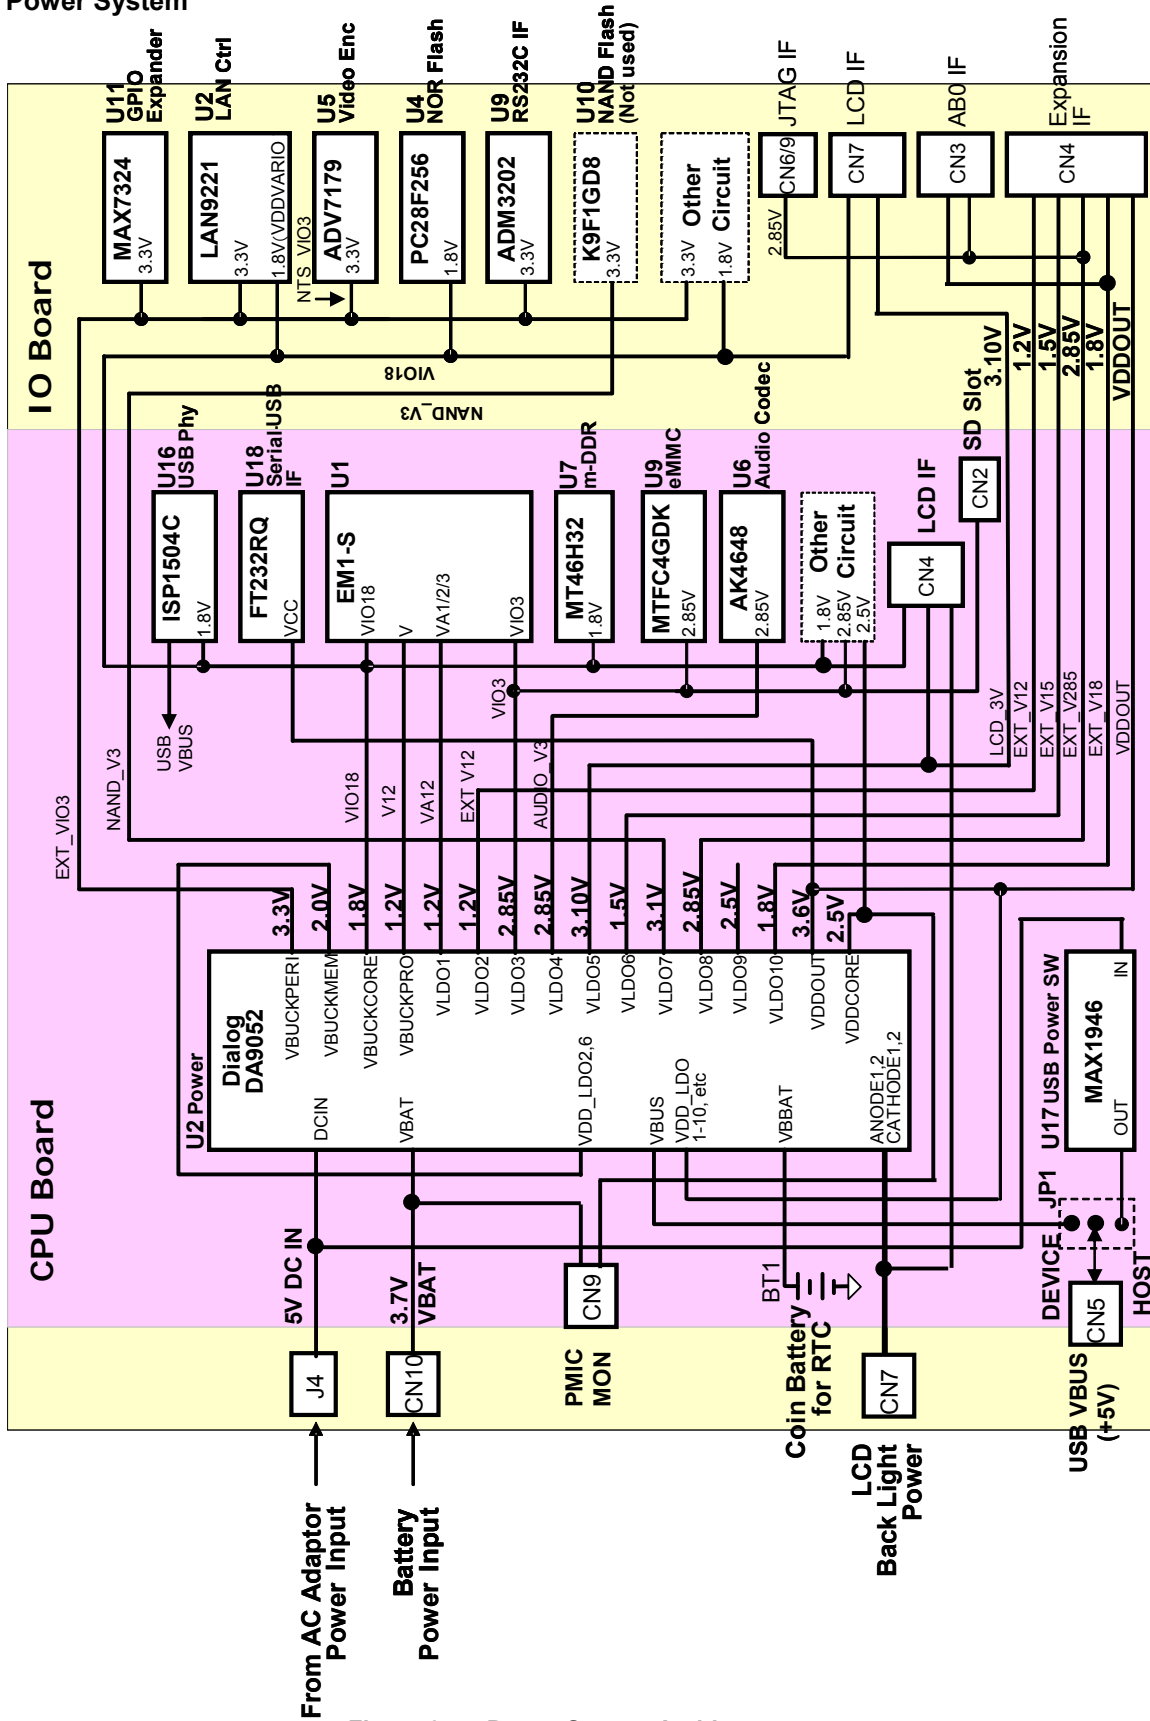 Power System
IO Board
CPU Board
U11
GPIO
Expander
MAX7324
3.3V
U2
LAN Ctrl
LAN9221
3.3V
1.8V(VDDVARIO
U5
Video Enc
ADV7179
3.3V
NTS_VIO3
U4
NOR Flash
PC28F256
1.8V
U9
RS232C IF
ADM3202
3.3V
U10
NAND Flash
(Not used)
K9F1GD8
3.3V
Other
Circuit
3.3V
1.8V
JTAG IF
CN6/9
2.85V
LCD IF
CN7
AB0 IF
CN3
Expansion
IF
CN4
VIO18
NAND_V3
3.10V
1.2V
1.5V
2.85V
1.8V
VDDOUT
U16
USB Phy
ISP1504C
1.8V
USB
VBUS
U18
Serial-USB
IF
FT232RQ
VCC
U1
EM1-S
VIO18
V
VA1/2/3
VIO3
U7
m-DDR
MT46H32
1.8V
U9
eMMC
MTFC4GDK
2.85V
U6
Audio Codec
AK4648
2.85V
Other
Circuit
1.8V
2.85V
2.5V
LCD IF
CN4
SD Slot
CN2
EXT_VIO3
NAND_V3
VIO18
V12
VA12
EXT V12
VIO3
AUDIO_V3
LCD_3V
EXT_V12
EXT_V15
EXT_V285
EXT_V18
VDDOUT
3.3V
2.0V
1.8V
1.2V
1.2V
1.2V
2.85V
2.85V
3.10V
1.5V
3.1V
2.85V
2.5V
1.8V
3.6V
2.5V
U2 Power
Dialog
DA9052
VBUCKPERI
VBUCKMEM
VBUCKCORE
VBUCKPRO
VLDO1
VLDO2
VLDO3
VLDO4
VLDO5
VLDO6
VLDO7
VLDO8
VLDO9
VLDO10
VDDOUT
VDDCORE
DCIN
VBAT
VDD_LDO2,6
VBUS
VDD_LDO
1-10, etc
VBBAT
ANODE1,2
CATHODE1,2
U17 USB Power SW
MAX1946
IN
OUT
5V DC IN
3.7V
VBAT
J4
CN10
CN9
PMIC
MON
BT1
Coin Battery
for RTC
CN7
LCD
Back Light
Power
JP1
DEVICE
HOST
CN5
USB VBUS
(+5V)
From AC Adaptor
Power Input
Battery
Power Input